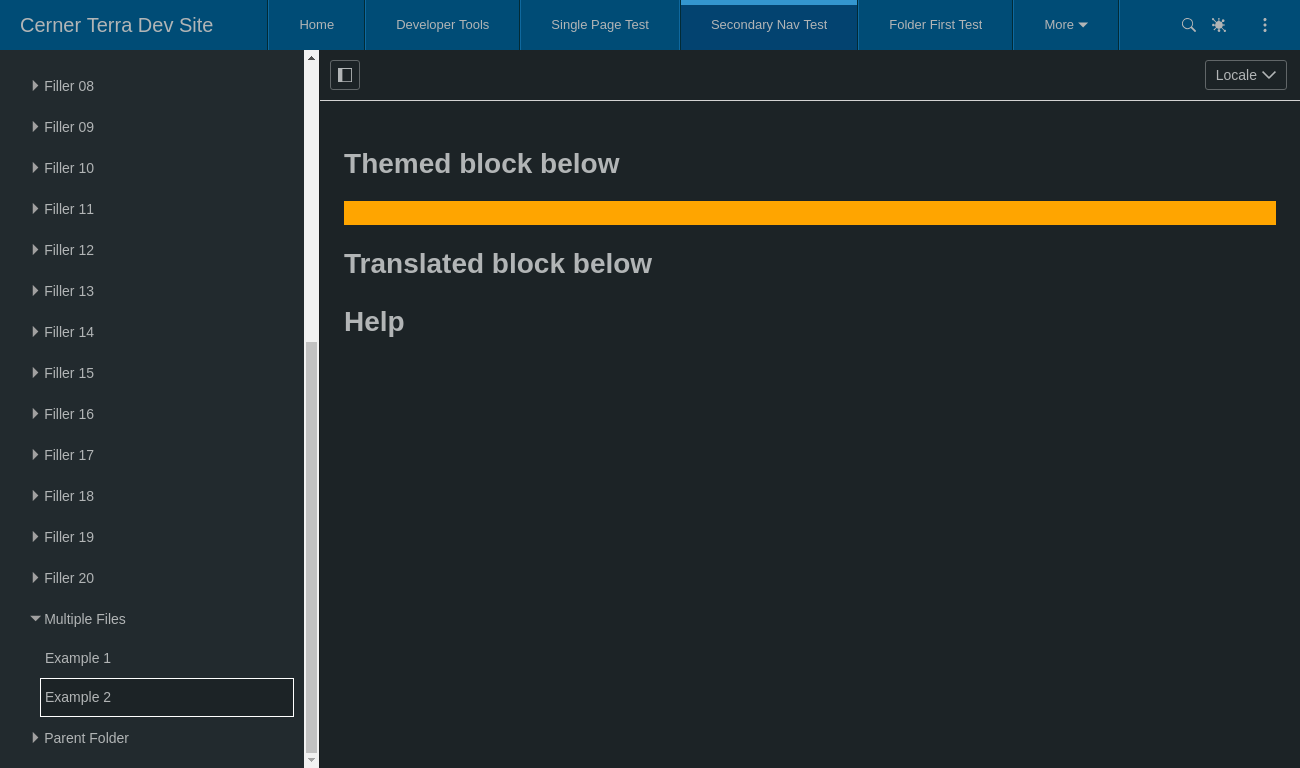 Cerner Terra Dev Site
Home
Developer Tools
Single Page Test
Secondary Nav Test
Folder First Test
More
Locale
Filler 08
Filler 09
Filler 10
Filler 11
Filler 12
Filler 13
Filler 14
Filler 15
Filler 16
Filler 17
Filler 18
Filler 19
Filler 20
Multiple Files
Example 1
Example 2
Parent Folder
Themed block below
Translated block below
Help